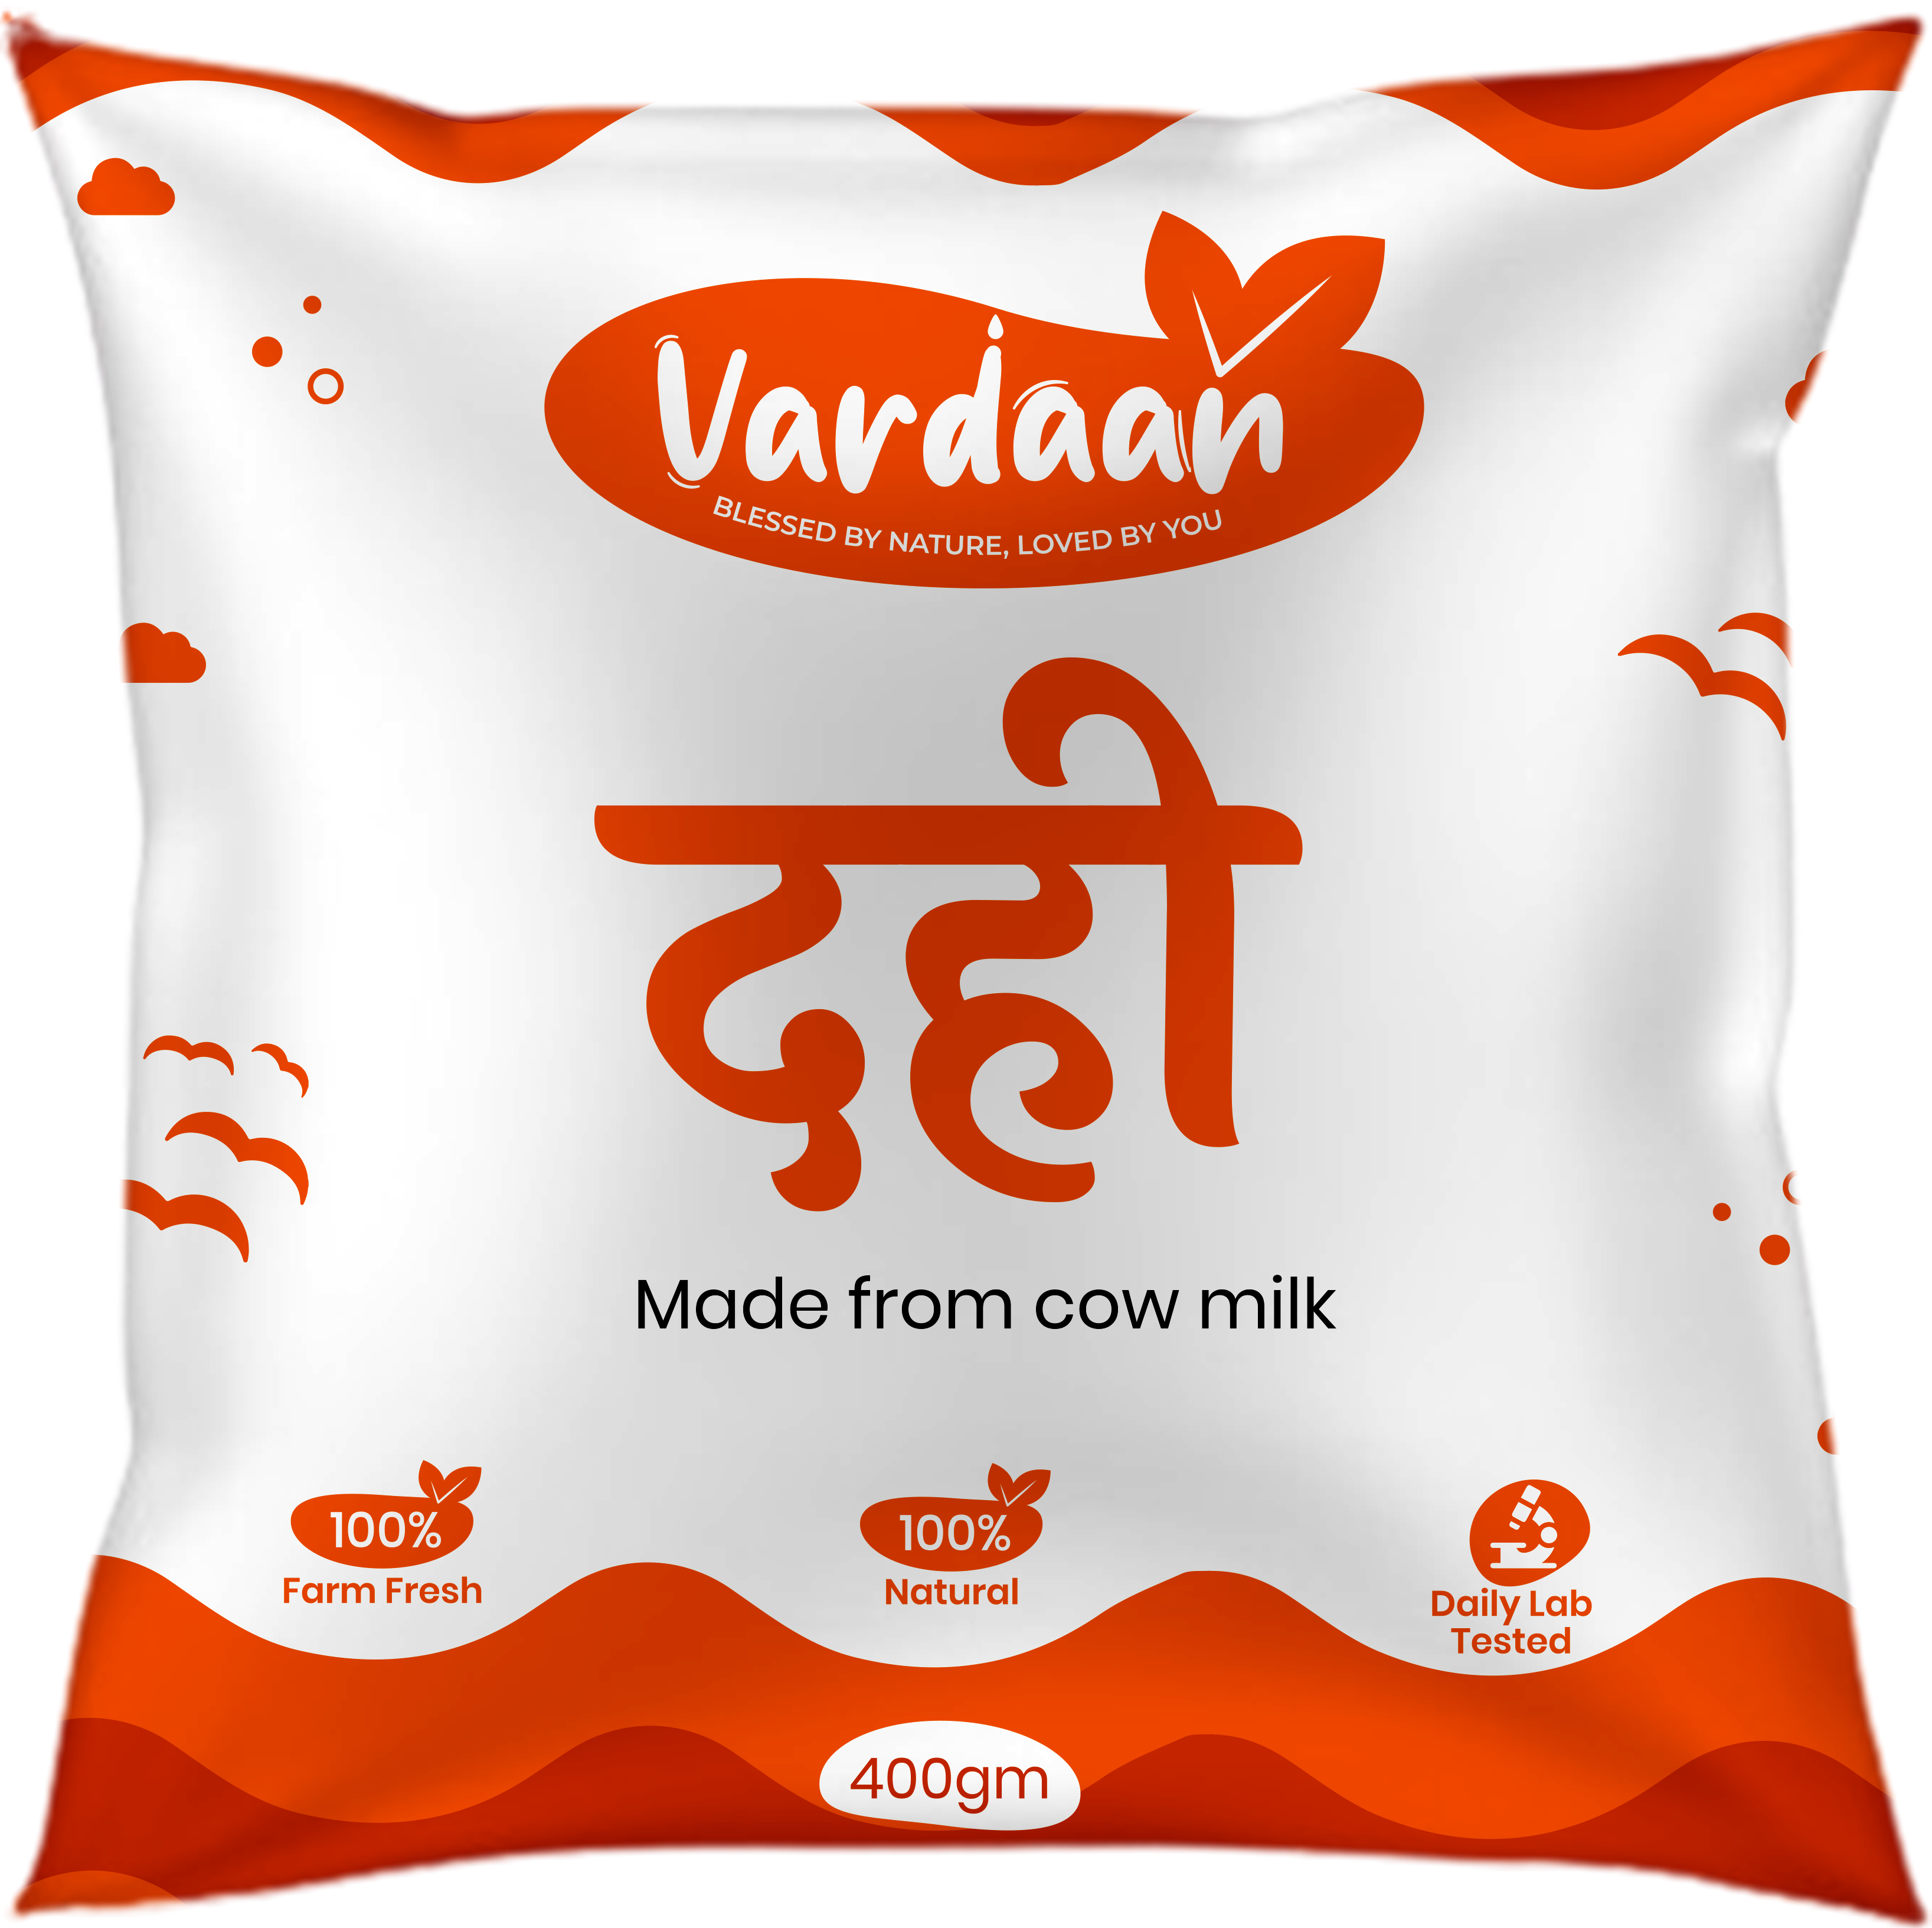 Vardaan
BLESSED BY NATURE, LOVED BY YOU
दही
Made from cow milk
100%
Farm Fresh
100%
Natural
Daily Lab
Tested
400gm